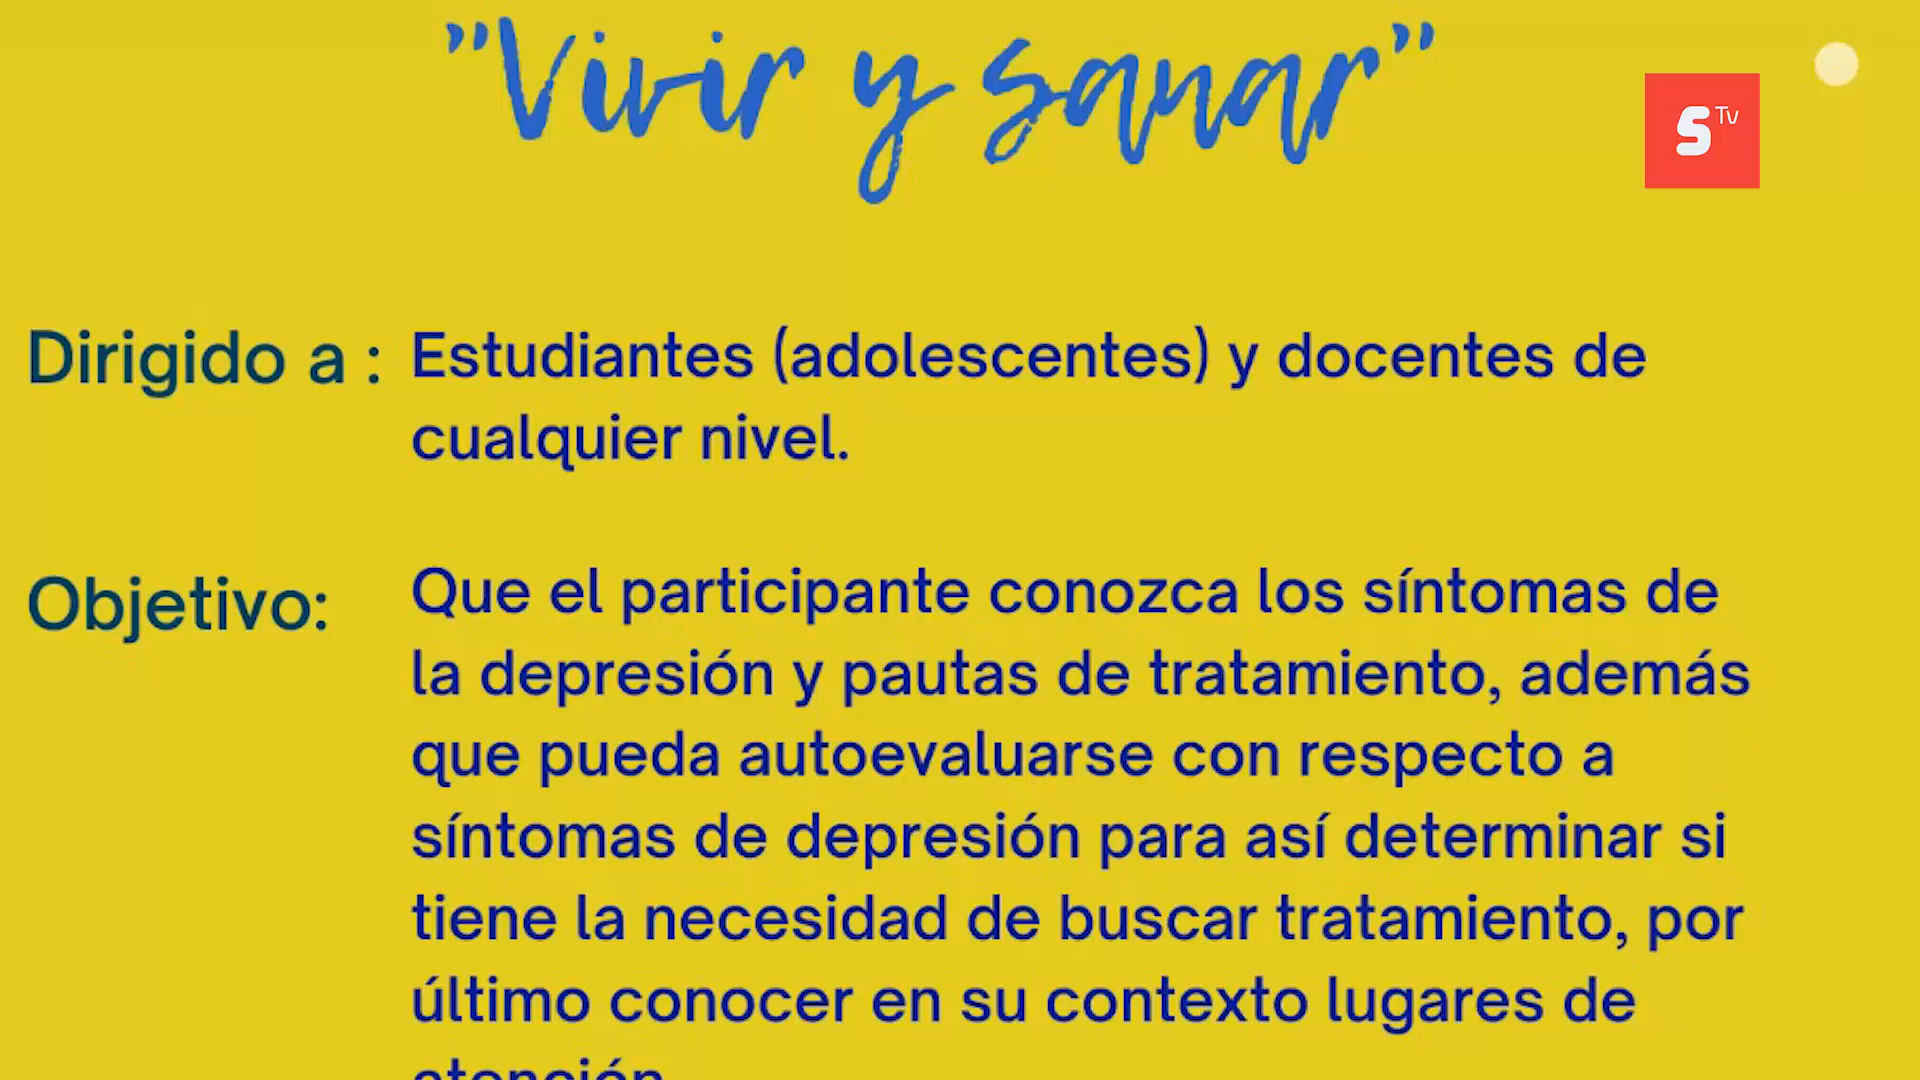 "Vivir y sanar"
S Tv
Dirigido a : Estudiantes (adolescentes) y docentes de
cualquier nivel.
Objetivo: Que el participante conozca los síntomas de
la depresión y pautas de tratamiento, además
que pueda autoevaluarse con respecto a
síntomas de depresión para así determinar si
tiene la necesidad de buscar tratamiento, por
último conocer en su contexto lugares de
atención